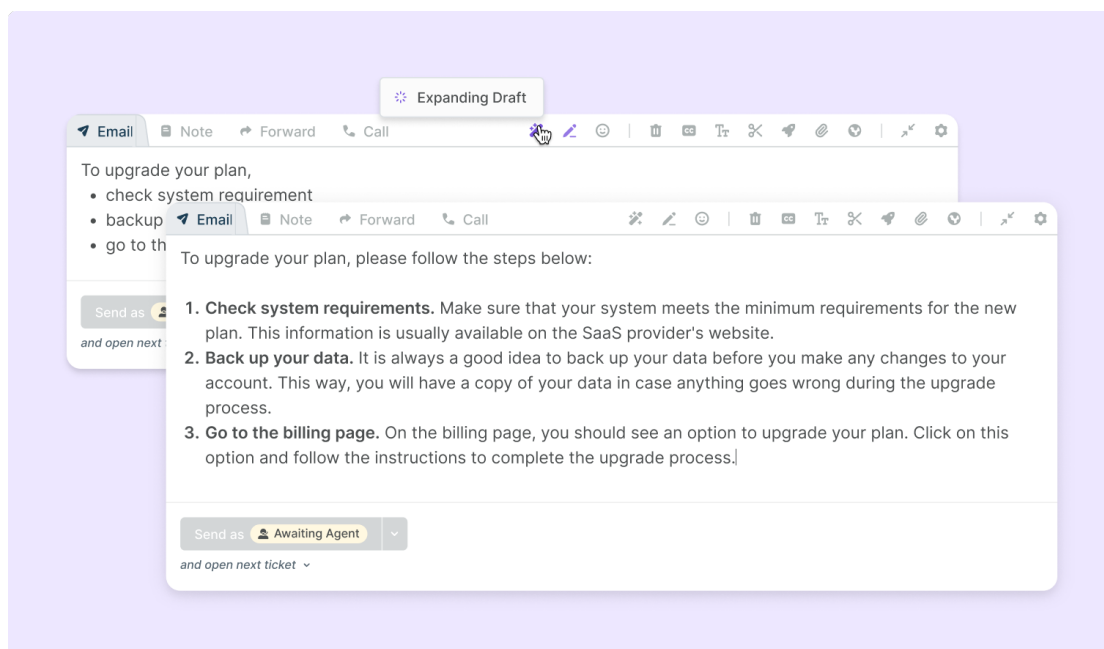 Expanding Draft
Email Note Forward Call
To upgrade your plan,
• check system requirement
• backup
• go to th
Send as
and open next
Email Note Forward Call
To upgrade your plan, please follow the steps below:
1. Check system requirements. Make sure that your system meets the minimum requirements for the new
plan. This information is usually available on the SaaS provider's website.
2. Back up your data. It is always a good idea to back up your data before you make any changes to your
account. This way, you will have a copy of your data in case anything goes wrong during the upgrade
process.
3. Go to the billing page. On the billing page, you should see an option to upgrade your plan. Click on this
option and follow the instructions to complete the upgrade process.
Send as Awaiting Agent
and open next ticket